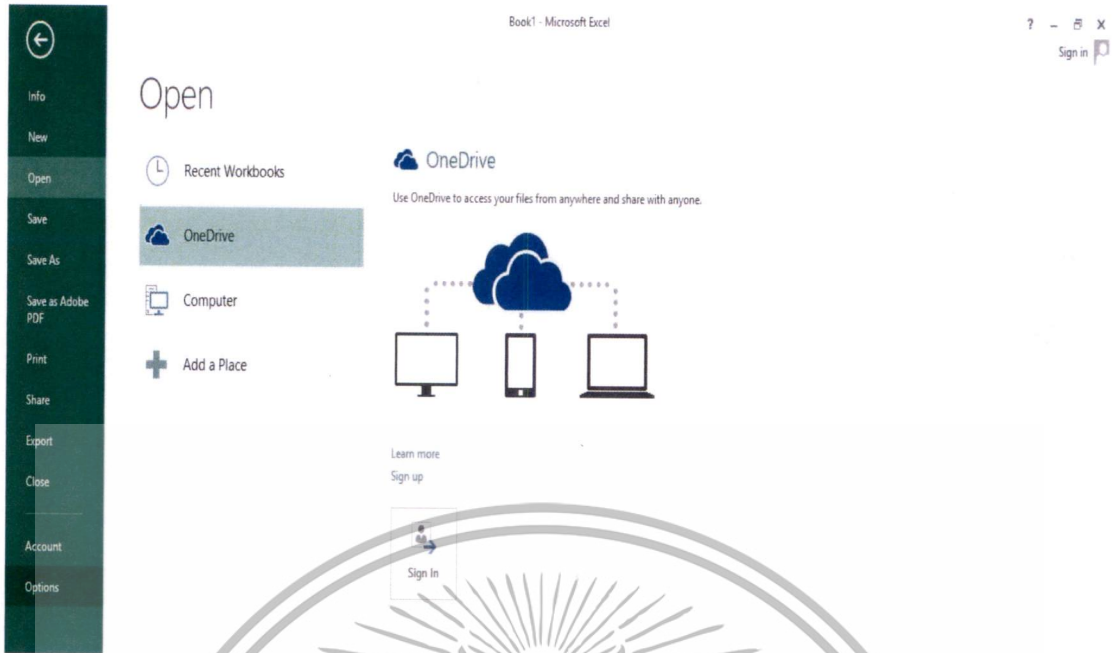 Book1 - Microsoft Excel
?
Sign in
Info
New
Open
Save
Save As
Save as Adobe
PDF
Print
Share
Export
Close
Account
Options
Open
Recent Workbooks
OneDrive
Computer
Add a Place
OneDrive
Use OneDrive to access your files from anywhere and share with anyone.
Learn more
Sign up
Sign In